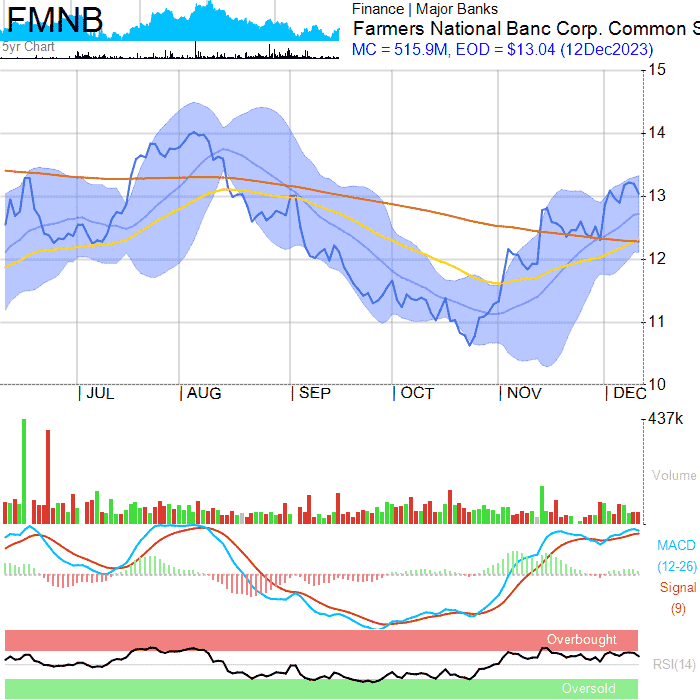 FMNB
5yr Chart
Finance | Major Banks
Farmers National Banc Corp. Common S
MC = 515.9M, EOD = $13.04 (12Dec2023)
15
14
13
12
11
10
| JUL | AUG | SEP | OCT | NOV | DEC
437k
Volume
MACD
(12-26)
Signal
(9)
Overbought
RSI(14)
Oversold